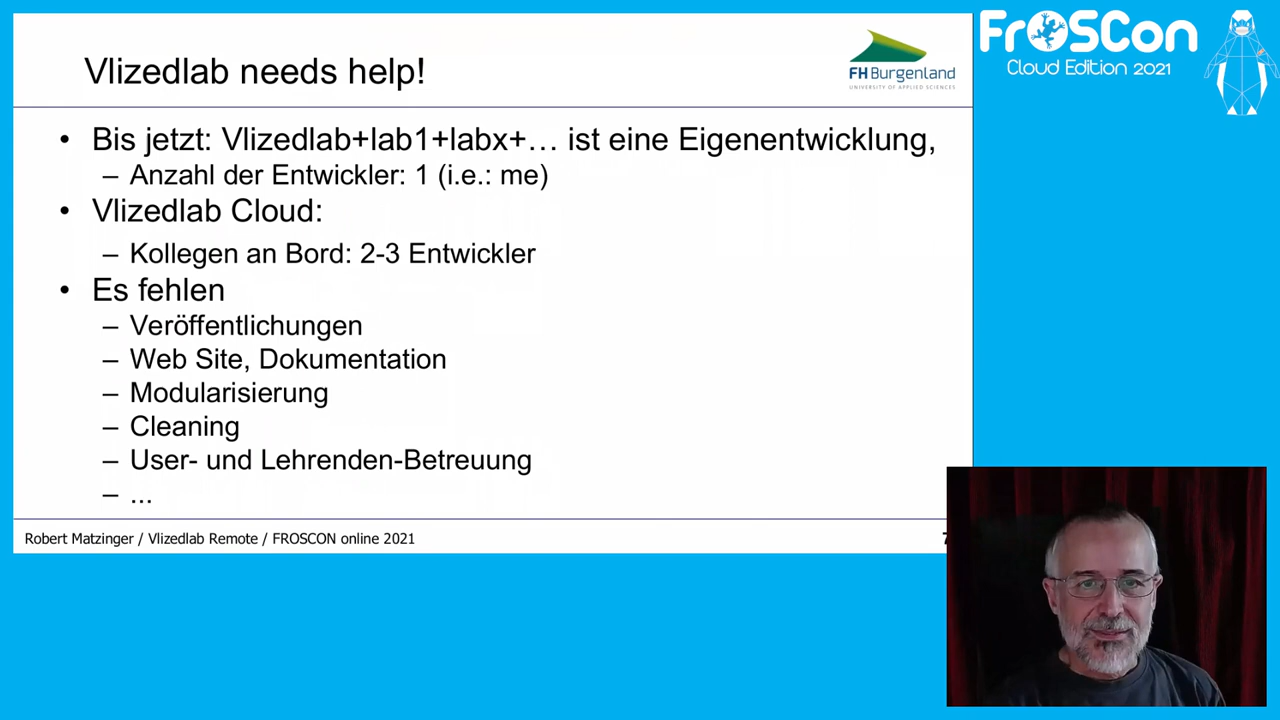 Vlizedlab needs help!
FH Burgenland
UNIVERSITY OF APPLIED SCIENCES
FrOSCon
Cloud Edition 2021
• Bis jetzt: Vlizedlab+lab1+labx+… ist eine Eigenentwicklung,
– Anzahl der Entwickler: 1 (i.e.: me)
• Vlizedlab Cloud:
– Kollegen an Bord: 2-3 Entwickler
• Es fehlen
– Veröffentlichungen
– Web Site, Dokumentation
– Modularisierung
– Cleaning
– User- und Lehrenden-Betreuung
– ...
Robert Matzinger / Vlizedlab Remote / FROSCON online 2021